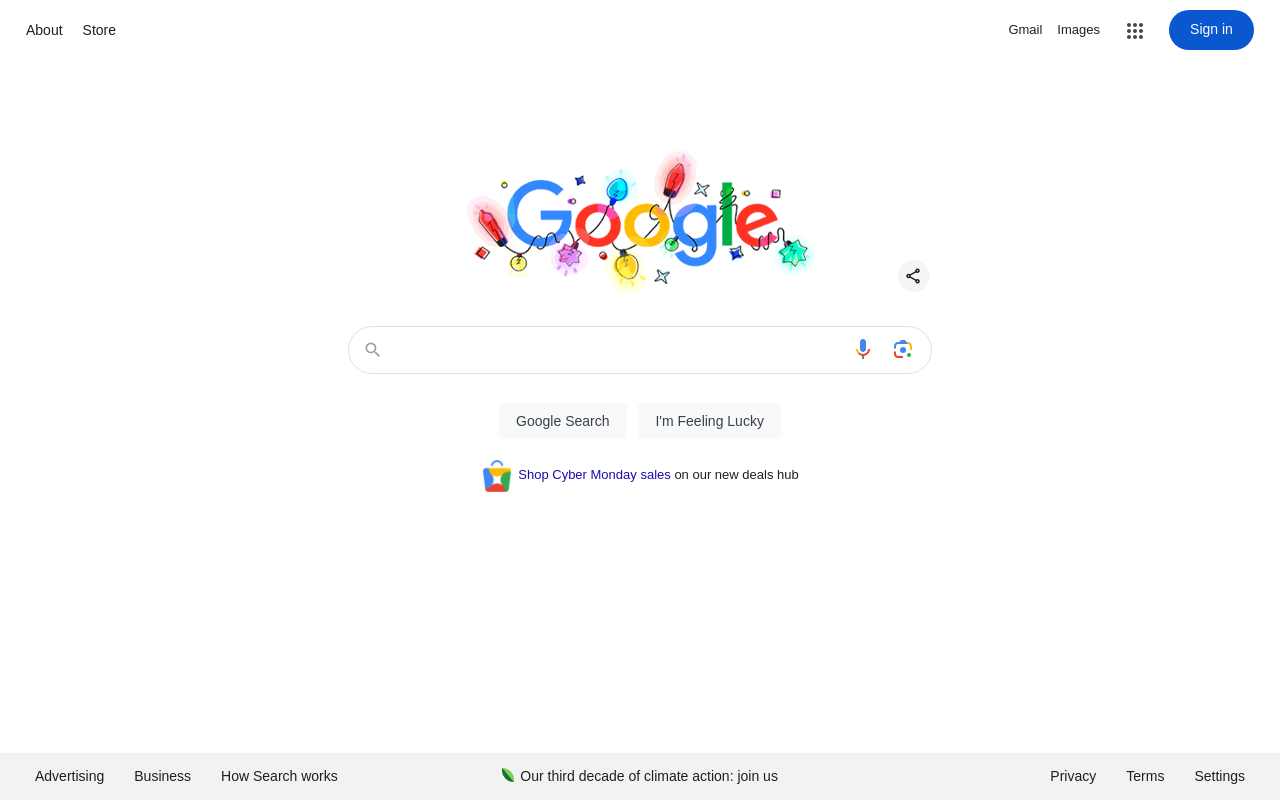 About Store Gmail Images Sign in
Google
Google Search I'm Feeling Lucky
Shop Cyber Monday sales on our new deals hub
Advertising Business How Search works Our third decade of climate action: join us Privacy Terms Settings